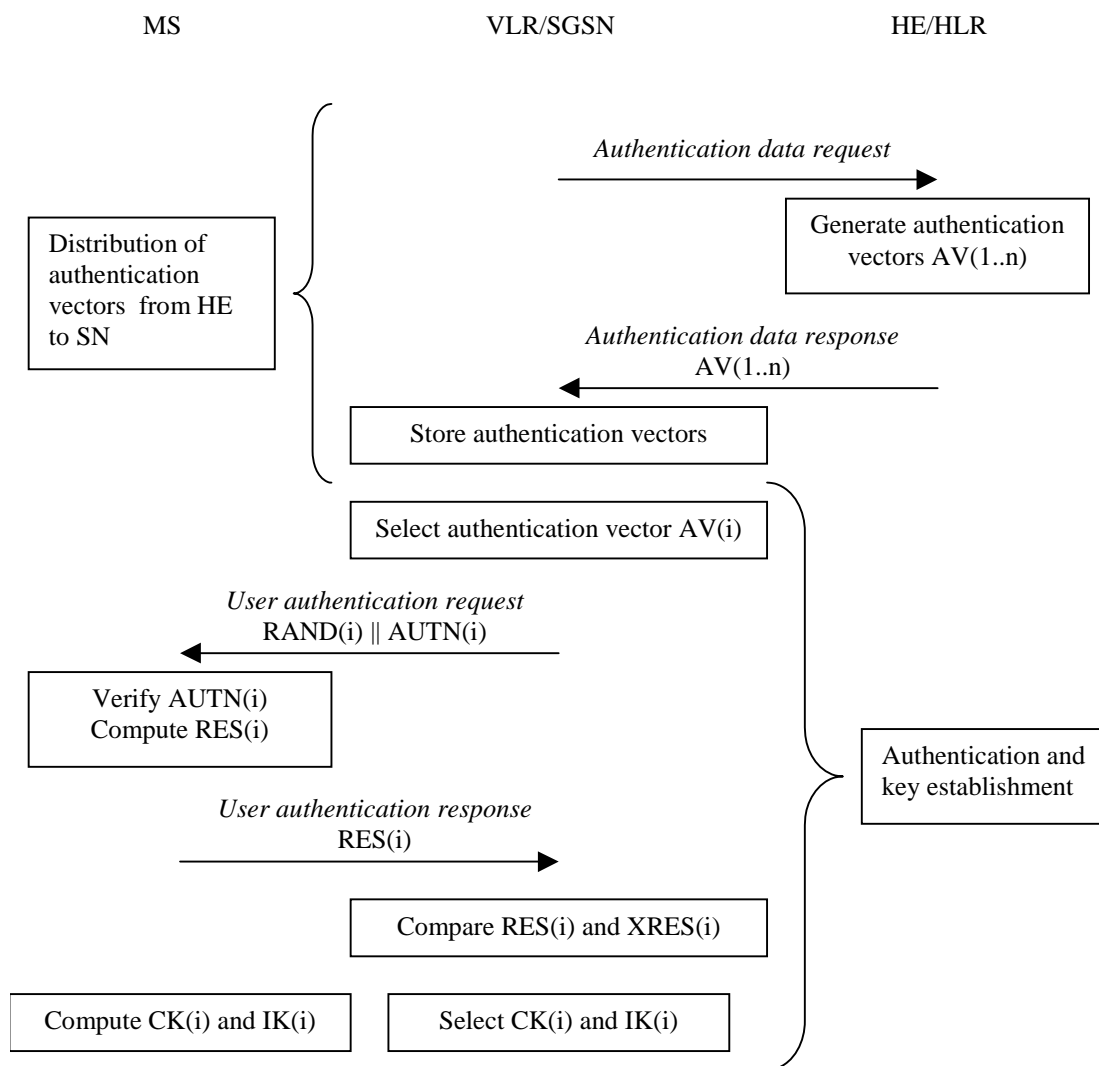 MS
VLR/SGSN
HE/HLR
Authentication data request
Generate authentication
vectors AV(1..n)
Distribution of
authentication
vectors from HE
to SN
Authentication data response
AV(1..n)
Store authentication vectors
Select authentication vector AV(i)
User authentication request
RAND(i) || AUTN(i)
Verify AUTN(i)
Compute RES(i)
Authentication and
key establishment
User authentication response
RES(i)
Compare RES(i) and XRES(i)
Compute CK(i) and IK(i)
Select CK(i) and IK(i)